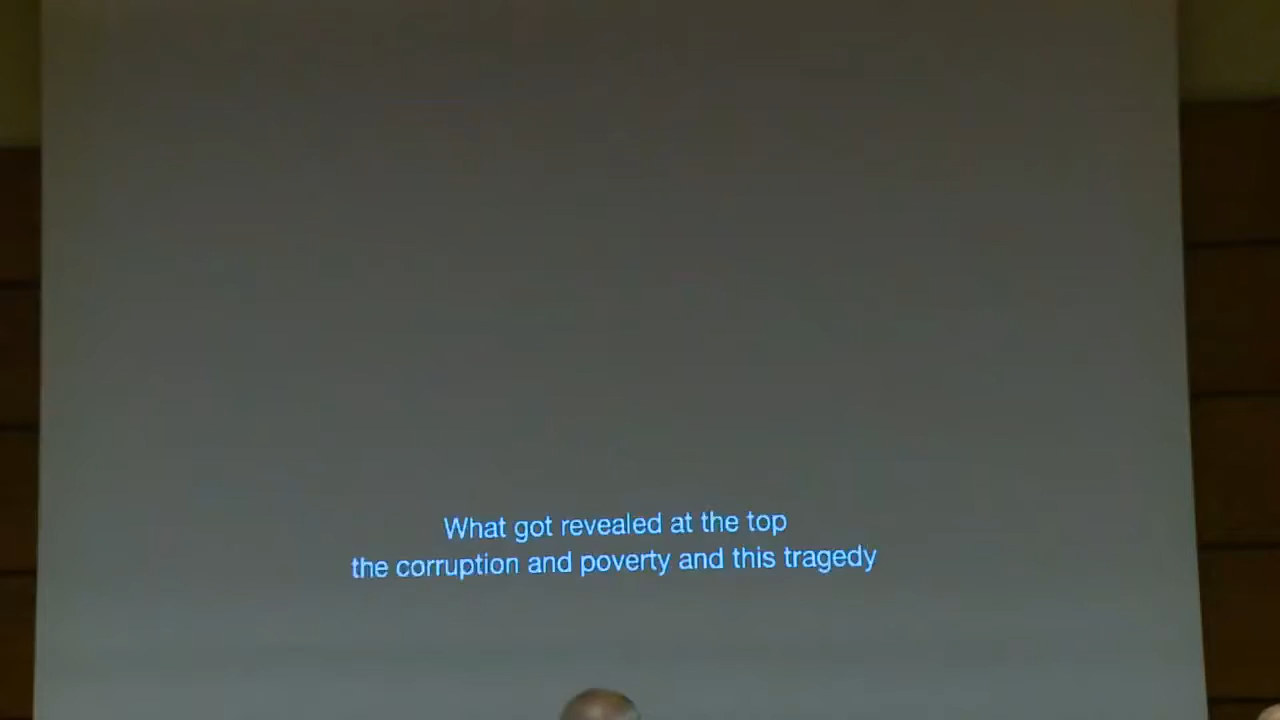 What got revealed at the top
the corruption and poverty and this tragedy